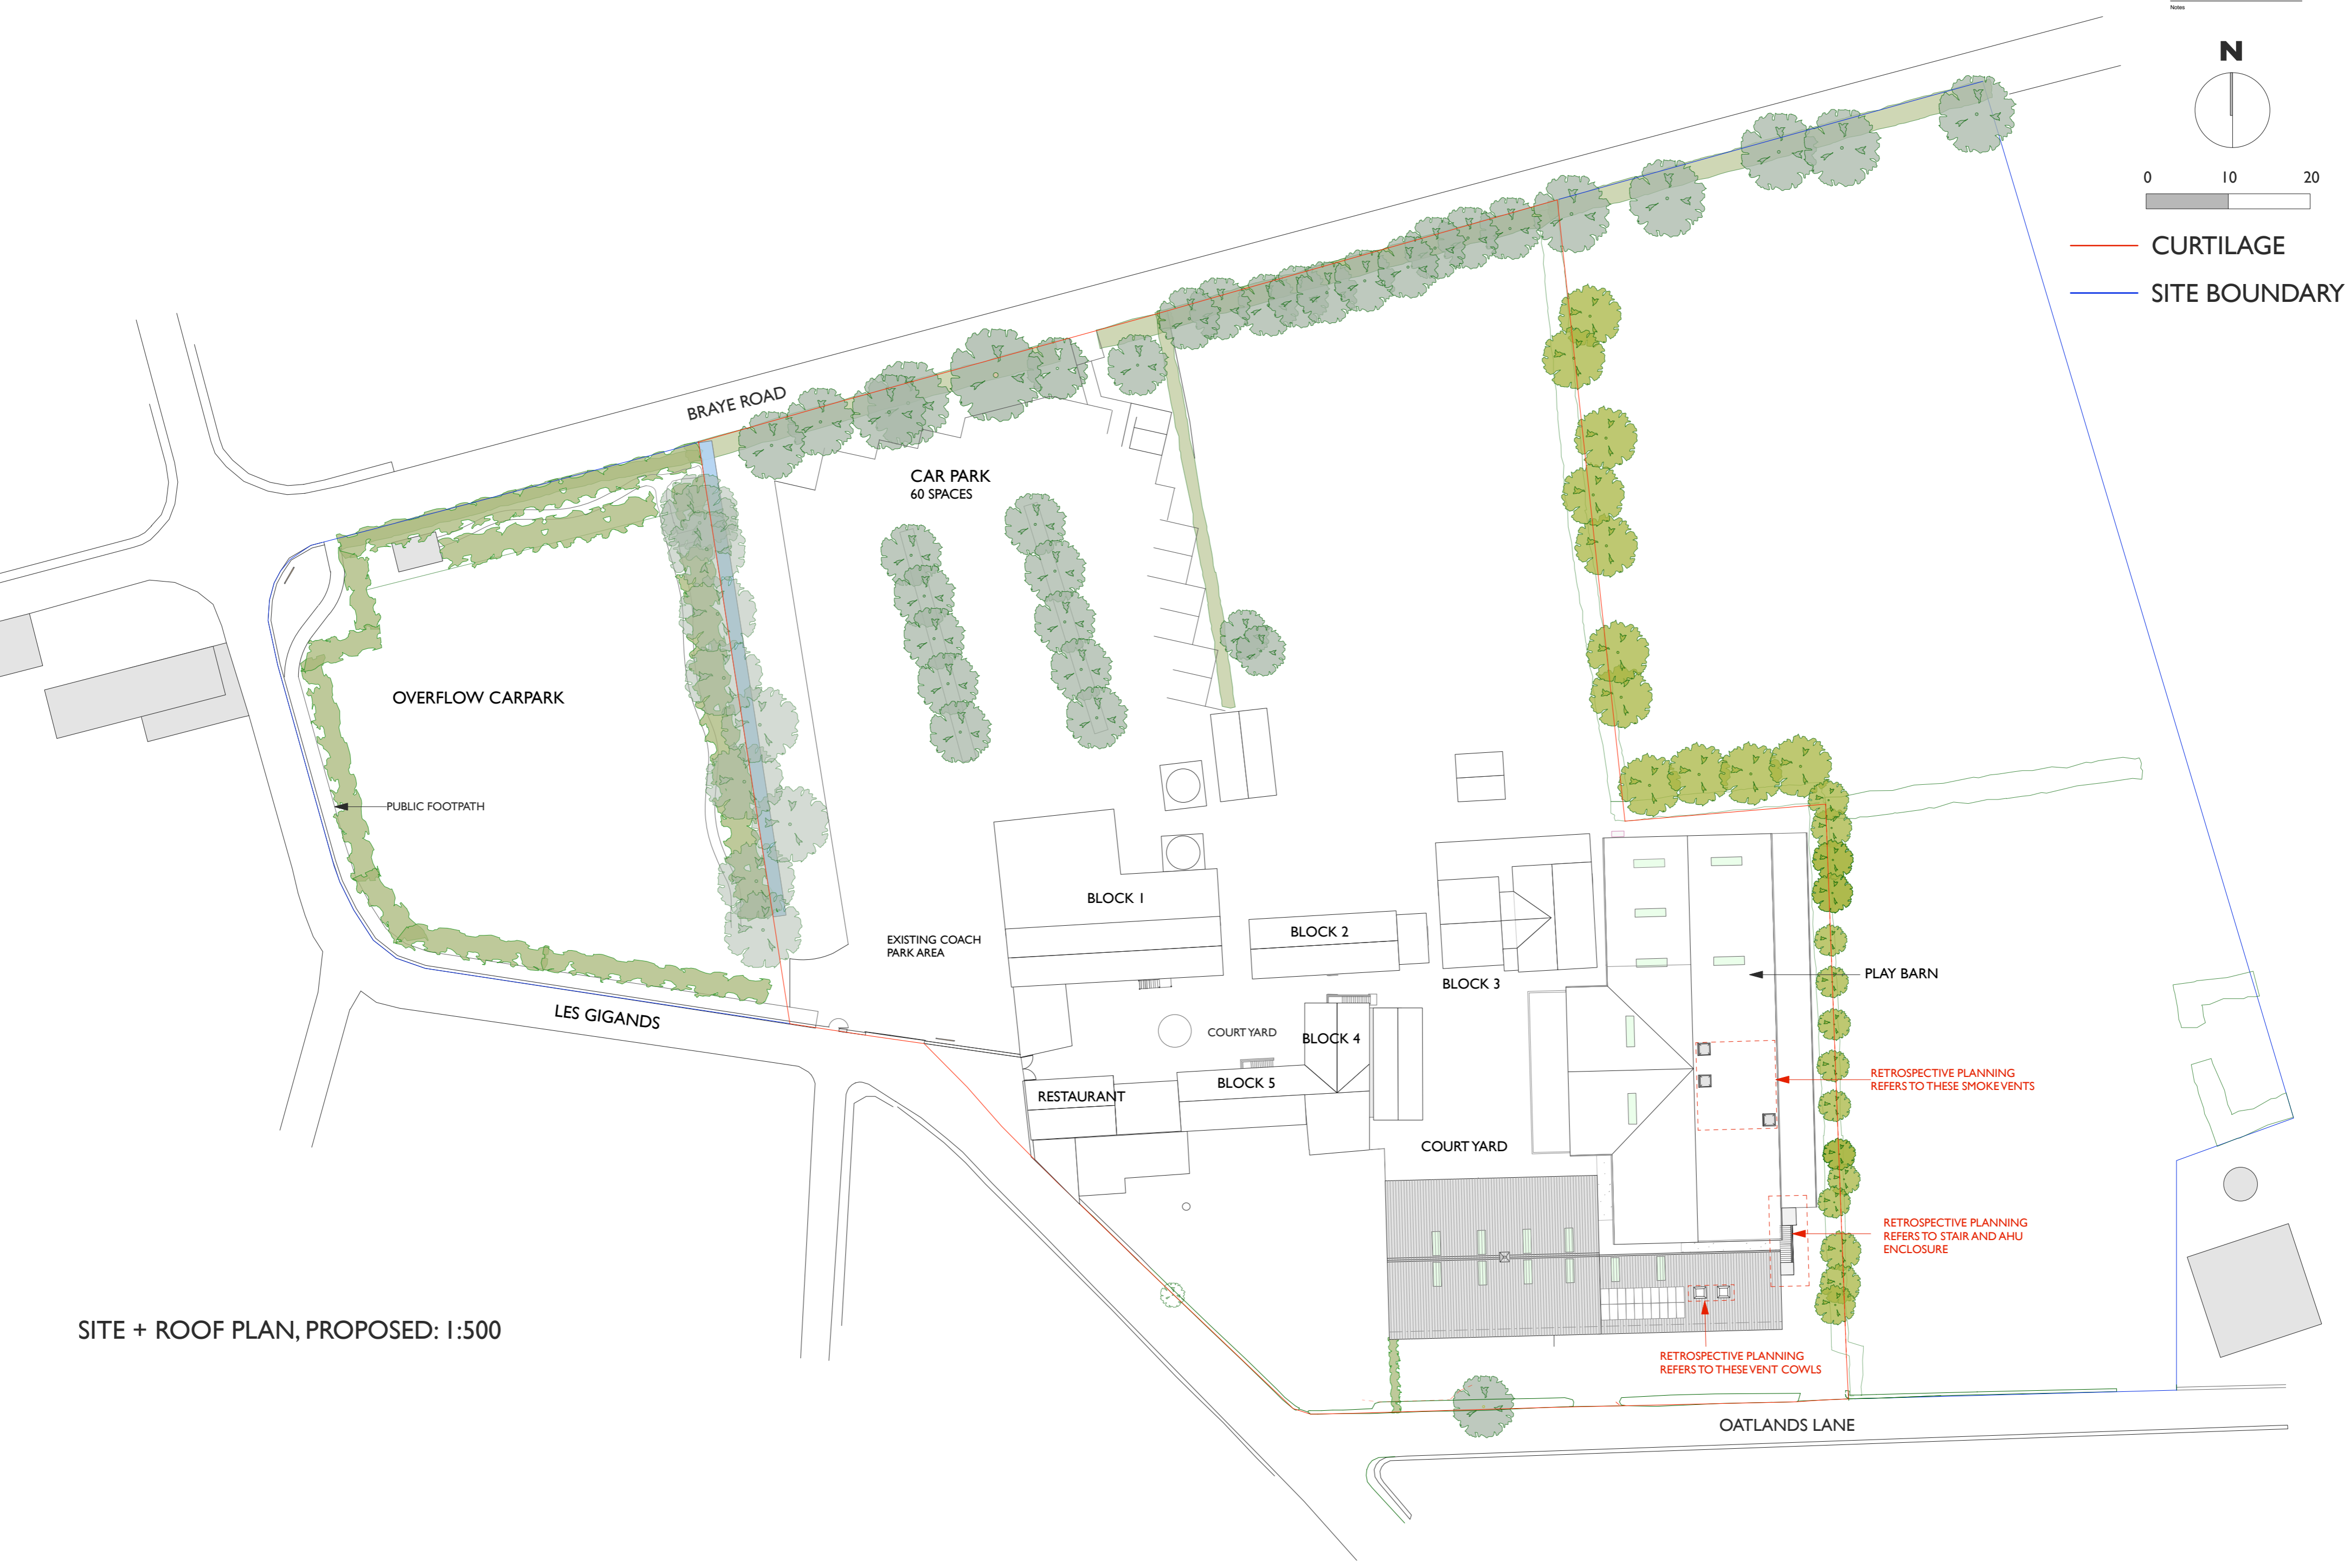 Notes
N
0 10 20
CURTILAGE
SITE BOUNDARY
BRAYE ROAD
CAR PARK
60 SPACES
OVERFLOW CARPARK
PUBLIC FOOTPATH
BLOCK 1
BLOCK 2
EXISTING COACH
PARK AREA
BLOCK 3
PLAY BARN
LES GIGANDS
COURT YARD
BLOCK 4
BLOCK 5
RESTAURANT
RETROSPECTIVE PLANNING
REFERS TO THESE SMOKE VENTS
COURT YARD
RETROSPECTIVE PLANNING
REFERS TO STAIR AND AHU
ENCLOSURE
SITE + ROOF PLAN, PROPOSED: 1:500
RETROSPECTIVE PLANNING
REFERS TO THESE VENT COWLS
OATLANDS LANE